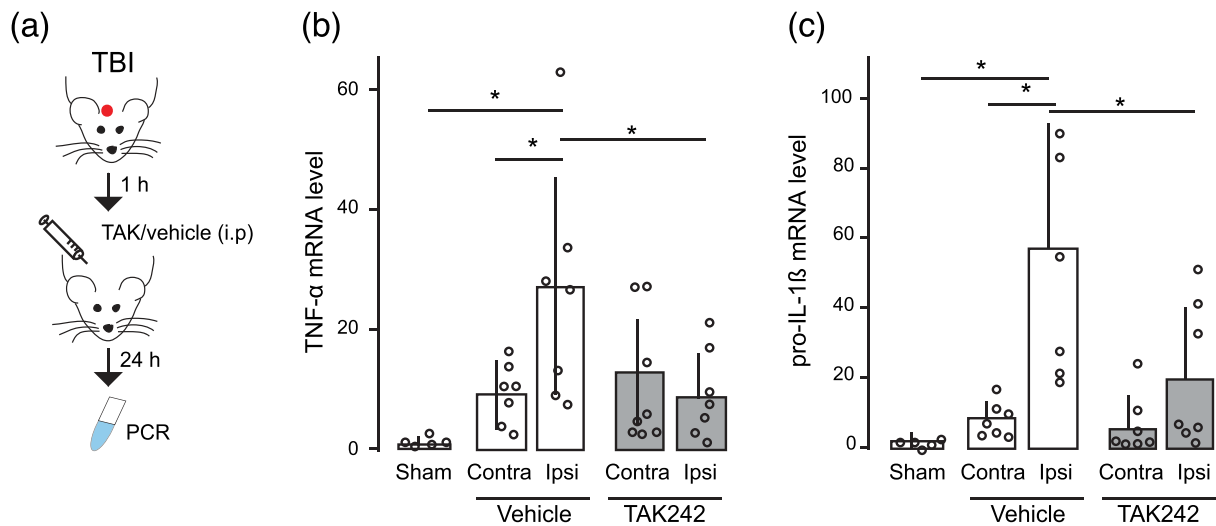 (a)
TBI
1 h
TAK/vehicle (i.p)
24 h
PCR
(b)
TNF-α mRNA level
60
40
20
0
*
*
*
Sham
Contra
Ipsi
Contra
Ipsi
Vehicle
TAK242
(c)
pro-IL-1ß mRNA level
100
80
60
40
20
0
*
*
*
Sham
Contra
Ipsi
Contra
Ipsi
Vehicle
TAK242